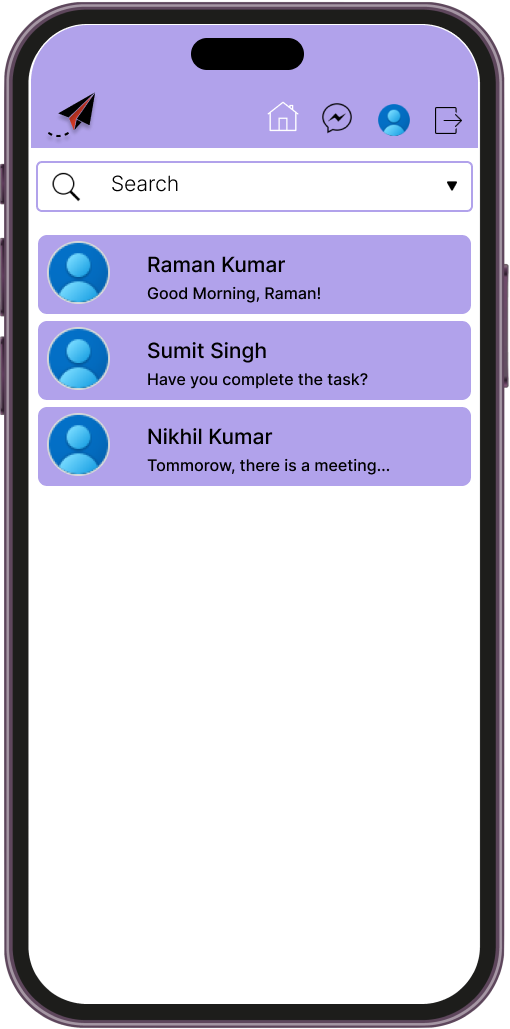 Search
Raman Kumar
Good Morning, Raman!
Sumit Singh
Have you complete the task?
Nikhil Kumar
Tommorow, there is a meeting...